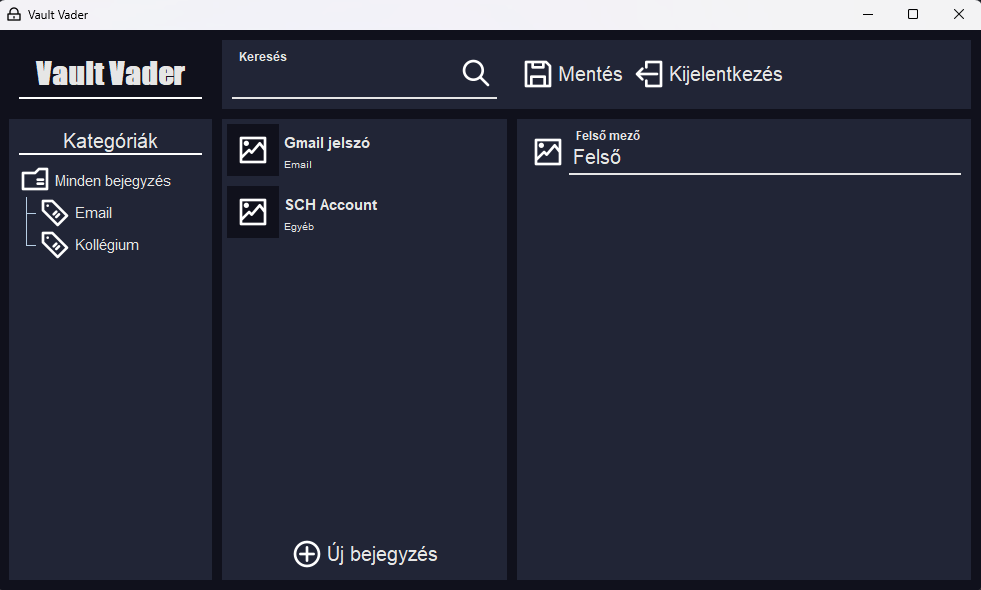 Vault Vader
Vault Vader
Keresés
Mentés
Kijelentkezés
Kategóriák
Minden bejegyzés
Email
Kollégium
Gmail jelszó
Email
SCH Account
Egyéb
Új bejegyzés
Felső mező
Felső